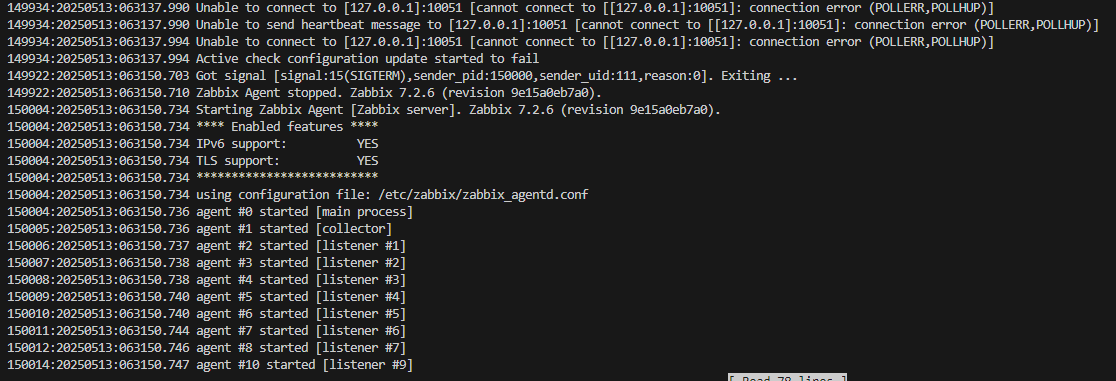 149934:20250513:063137.990 Unable to connect to [127.0.0.1]:10051 [cannot connect to [[127.0.0.1]:10051]: connection error (POLLERR,POLLHUP)]
149934:20250513:063137.994 Unable to send heartbeat message to [127.0.0.1]:10051 [cannot connect to [[127.0.0.1]:10051]: connection error (POLLERR,POLLHUP)]
149934:20250513:063137.994 Unable to connect to [127.0.0.1]:10051 [cannot connect to [[127.0.0.1]:10051]: connection error (POLLERR,POLLHUP)]
149934:20250513:063137.994 Active check configuration update started to fail
149922:20250513:063150.703 Got signal [signal:15(SIGTERM),sender_pid:150000,sender_uid:111,reason:0]. Exiting ...
149922:20250513:063150.710 Zabbix Agent stopped. Zabbix 7.2.6 (revision 9e15a0eb7a0).
150004:20250513:063150.734 Starting Zabbix Agent [Zabbix server]. Zabbix 7.2.6 (revision 9e15a0eb7a0).
150004:20250513:063150.734 **** Enabled features ****
150004:20250513:063150.734 IPv6 support:          YES
150004:20250513:063150.734 TLS support:           YES
150004:20250513:063150.734 **************************
150004:20250513:063150.734 using configuration file: /etc/zabbix/zabbix_agentd.conf
150004:20250513:063150.736 agent #0 started [main process]
150005:20250513:063150.736 agent #1 started [collector]
150006:20250513:063150.737 agent #2 started [listener #1]
150007:20250513:063150.738 agent #3 started [listener #2]
150008:20250513:063150.738 agent #4 started [listener #3]
150009:20250513:063150.740 agent #5 started [listener #4]
150010:20250513:063150.740 agent #6 started [listener #5]
150011:20250513:063150.744 agent #7 started [listener #6]
150012:20250513:063150.746 agent #8 started [listener #7]
150014:20250513:063150.747 agent #10 started [listener #9]
[ Read 78 lines ]